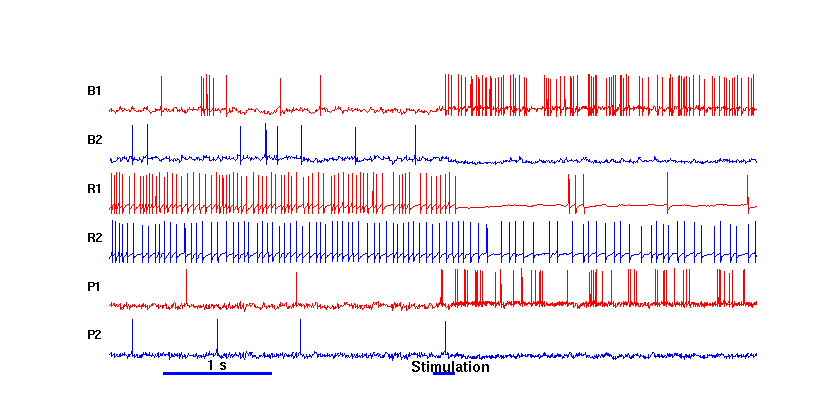 B1
B2
R1
R2
P1
P2
1 s
Stimulation